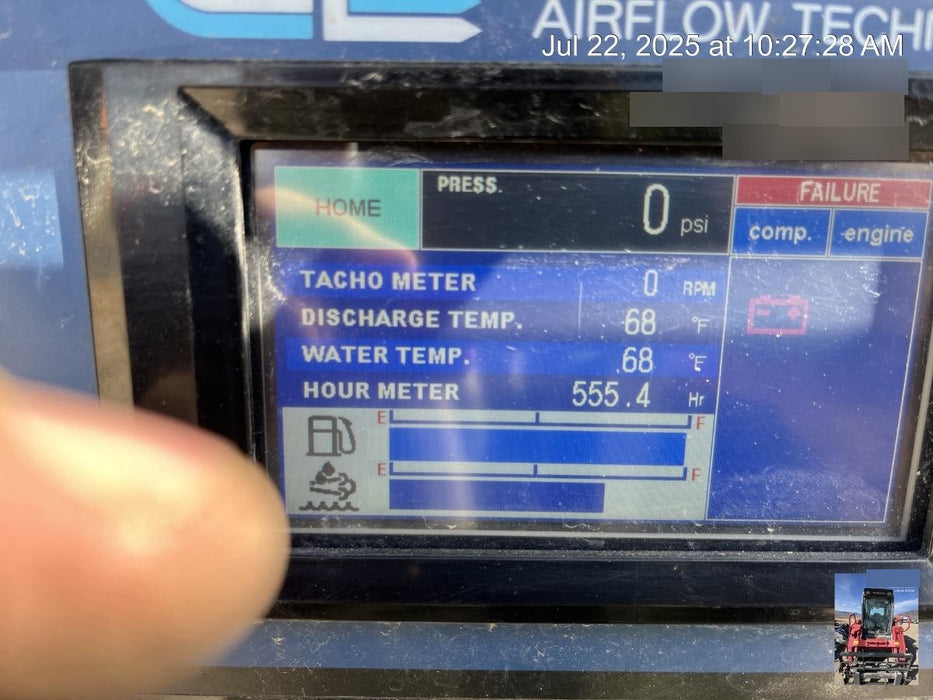 AIRFLOW TECH
Jul 22, 2025 at 10:27:28 AM
HOME
PRESS.
0 psi
FAILURE
comp. engine
TACHO METER 0 RPM
DISCHARGE TEMP. 68 °F
WATER TEMP. 68 °F
HOUR METER 555.4 Hr
E F
E F